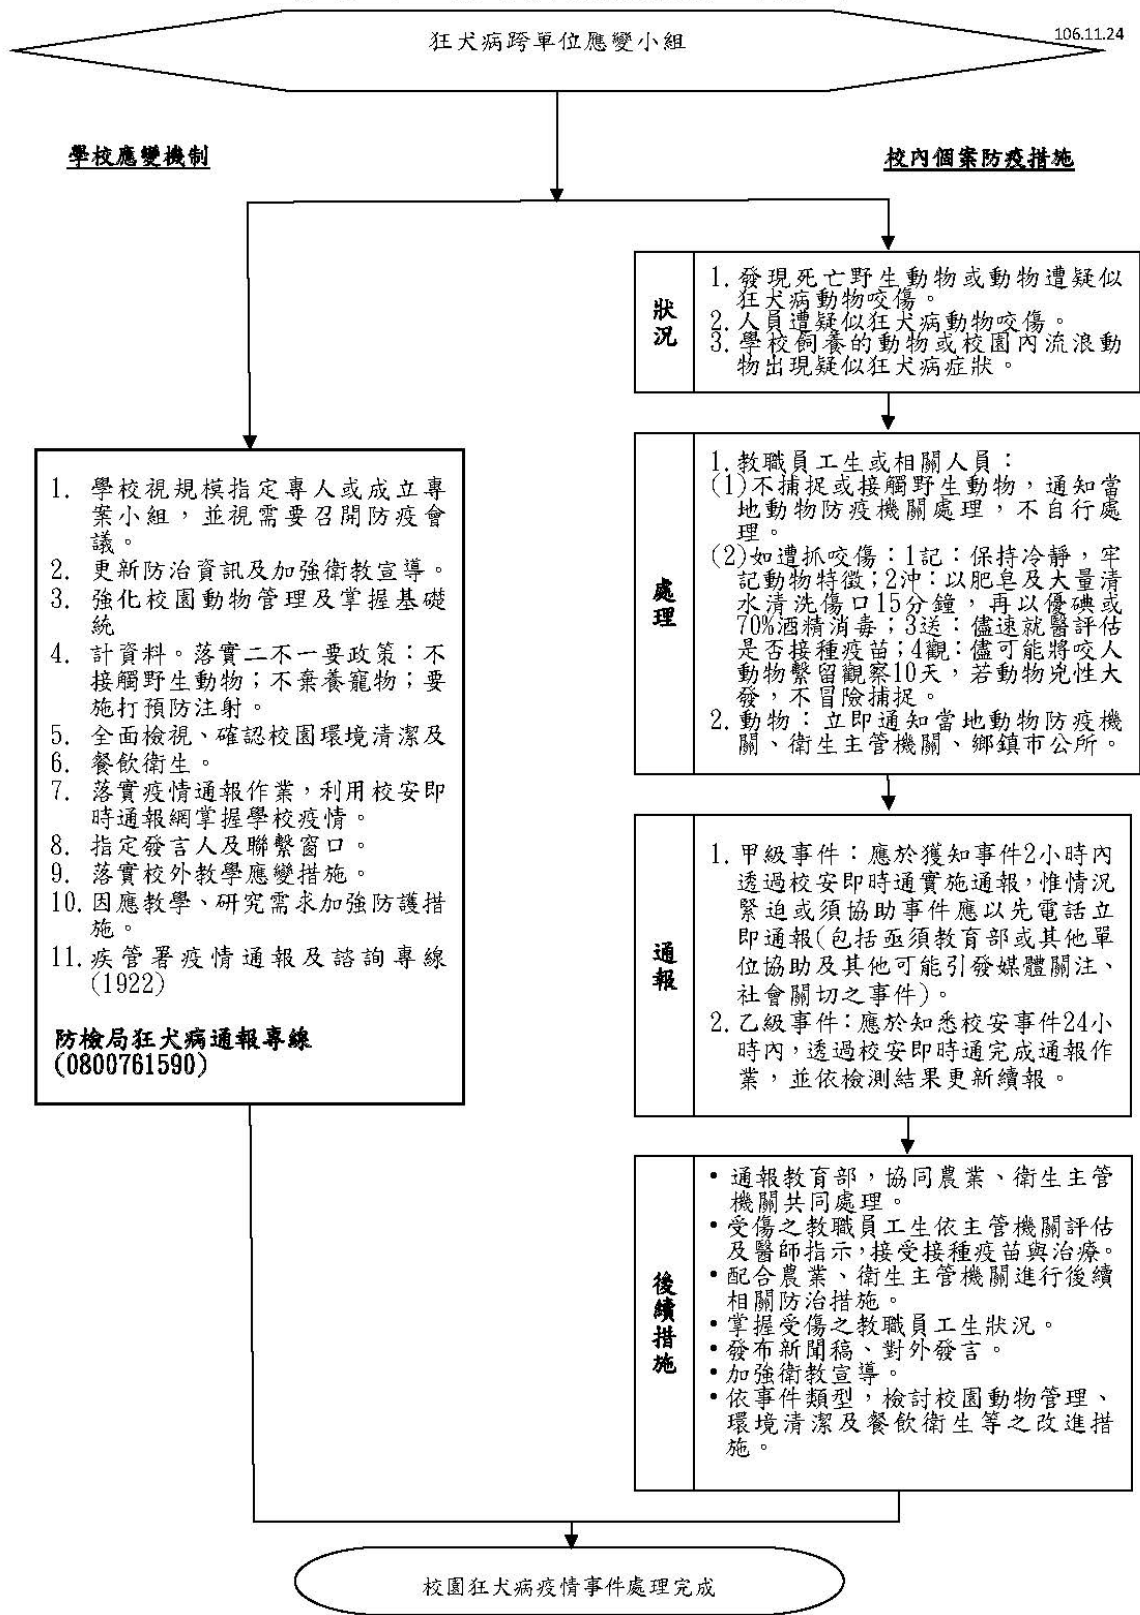 狂犬病跨單位應變小組
106.11.24
學校應變機制
校內個案防疫措施
1. 學校視規模指定專人或成立專
案小組，並視需要召開防疫會
議。
2. 更新防治資訊及加強衛教宣導。
3. 強化校園動物管理及掌握基礎
統
4. 計資料。落實二不一要政策：不
接觸野生動物；不棄養寵物；要
施打預防注射。
5. 全面檢視、確認校園環境清潔及
6. 餐飲衛生。
7. 落實疫情通報作業，利用校安即
時通報網掌握學校疫情。
8. 指定發言人及聯繫窗口。
9. 落實校外教學應變措施。
10. 因應教學、研究需求加強防護措
施。
11. 疾管署疫情通報及諮詢專線
(1922)
防檢局狂犬病通報專線
(0800761590)
狀況
1. 發現死亡野生動物或動物遭疑似
狂犬病動物咬傷。
2. 人員遭疑似狂犬病動物咬傷。
3. 學校飼養的動物或校園內流浪動
物出現疑似狂犬病症狀。
處理
1. 教職員工生或相關人員：
(1)不捕捉或接觸野生動物，通知當
地動物防疫機關處理，不自行處
理。
(2)如遭抓咬傷：1記：保持冷靜，牢
記動物特徵；2沖：以肥皂及大量清
水清洗傷口15分鐘，再以優碘或
70%酒精消毒；3送：儘速就醫評估
是否接種疫苗；4觀：儘可能將咬人
動物繫留觀察10天，若動物兇性大
發，不冒險捕捉。
2. 動物：立即通知當地動物防疫機
關、衛生主管機關、鄉鎮市公所。
通報
1. 甲級事件：應於獲知事件2小時內
透過校安即時通實施通報，惟情況
緊迫或須協助事件應以先電話立
即通報(包括亟須教育部或其他單
位協助及其他可能引發媒體關注、
社會關切之事件)。
2. 乙級事件：應於知悉校安事件24小
時內，透過校安即時通完成通報作
業，並依檢測結果更新續報。
後續措施
• 通報教育部，協同農業、衛生主管
機關共同處理。
• 受傷之教職員工生依主管機關評估
及醫師指示，接受接種疫苗與治療。
• 配合農業、衛生主管機關進行後續
相關防治措施。
• 掌握受傷之教職員工生狀況。
• 發布新聞稿、對外發言。
• 加強衛教宣導。
• 依事件類型，檢討校園動物管理、
環境清潔及餐飲衛生等之改進措
施。
校園狂犬病疫情事件處理完成